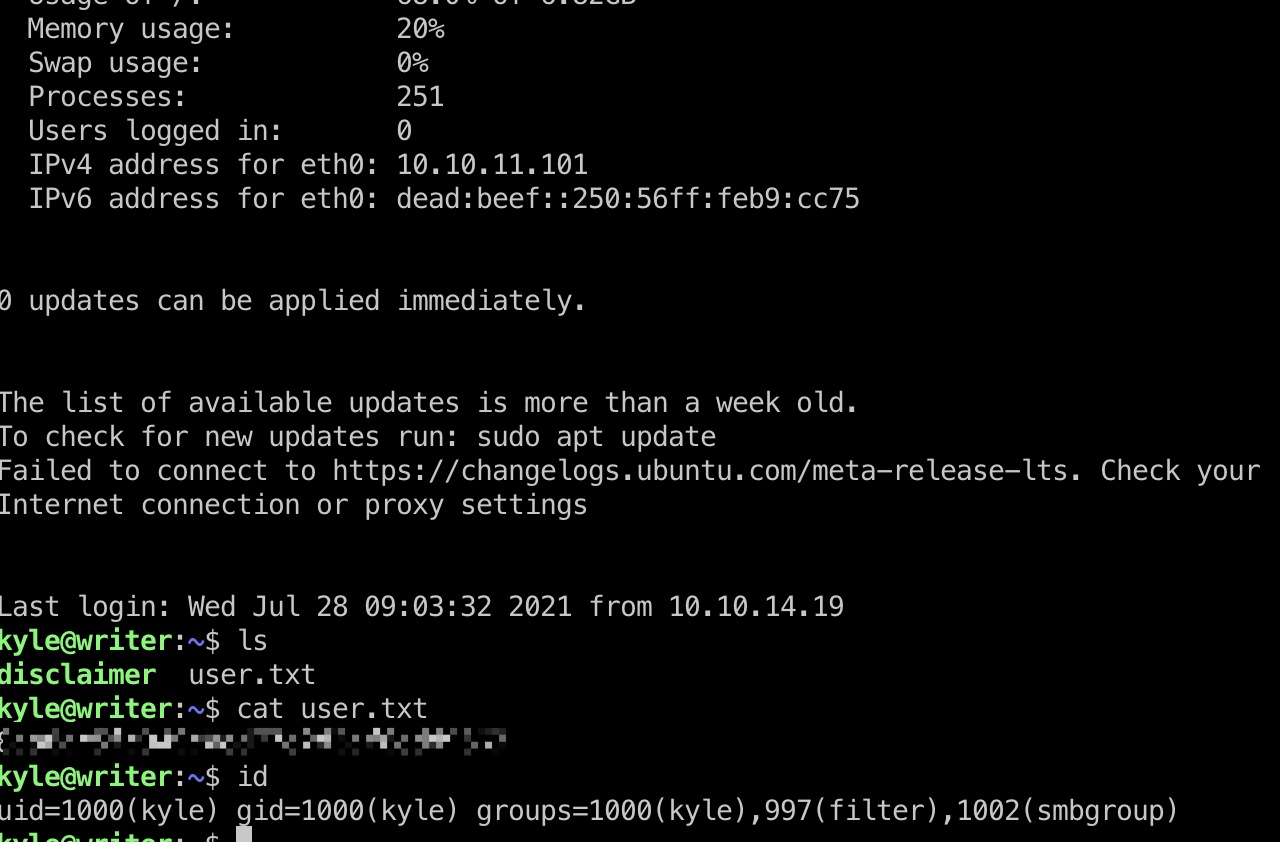 Memory usage: 20%
Swap usage: 0%
Processes: 251
Users logged in: 0
IPv4 address for eth0: 10.10.11.101
IPv6 address for eth0: dead:beef::250:56ff:feb9:cc75
0 updates can be applied immediately.
The list of available updates is more than a week old.
To check for new updates run: sudo apt update
Failed to connect to https://changelogs.ubuntu.com/meta-release-lts. Check your
Internet connection or proxy settings
Last login: Wed Jul 28 09:03:32 2021 from 10.10.14.19
kyle@writer:~$ ls
disclaimer user.txt
kyle@writer:~$ cat user.txt
kyle@writer:~$ id
uid=1000(kyle) gid=1000(kyle) groups=1000(kyle),997(filter),1002(smbgroup)
kyle@writer:~$